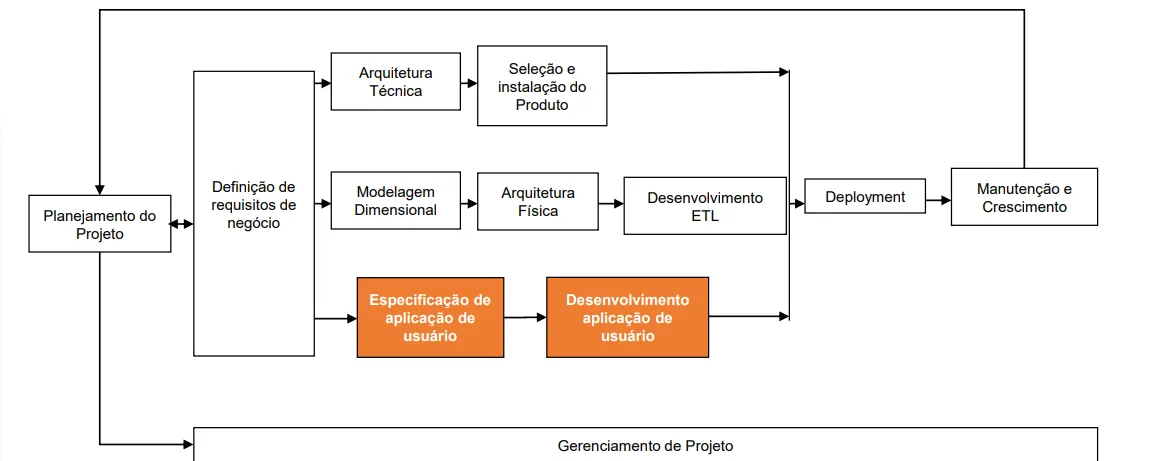 Planejamento do
Projeto
Definição de
requisitos de
negócio
Arquitetura
Técnica
Seleção e
instalação do
Produto
Modelagem
Dimensional
Arquitetura
Física
Desenvolvimento
ETL
Especificação de
aplicação de
usuário
Desenvolvimento
aplicação de
usuário
Deployment
Manutenção e
Crescimento
Gerenciamento de Projeto